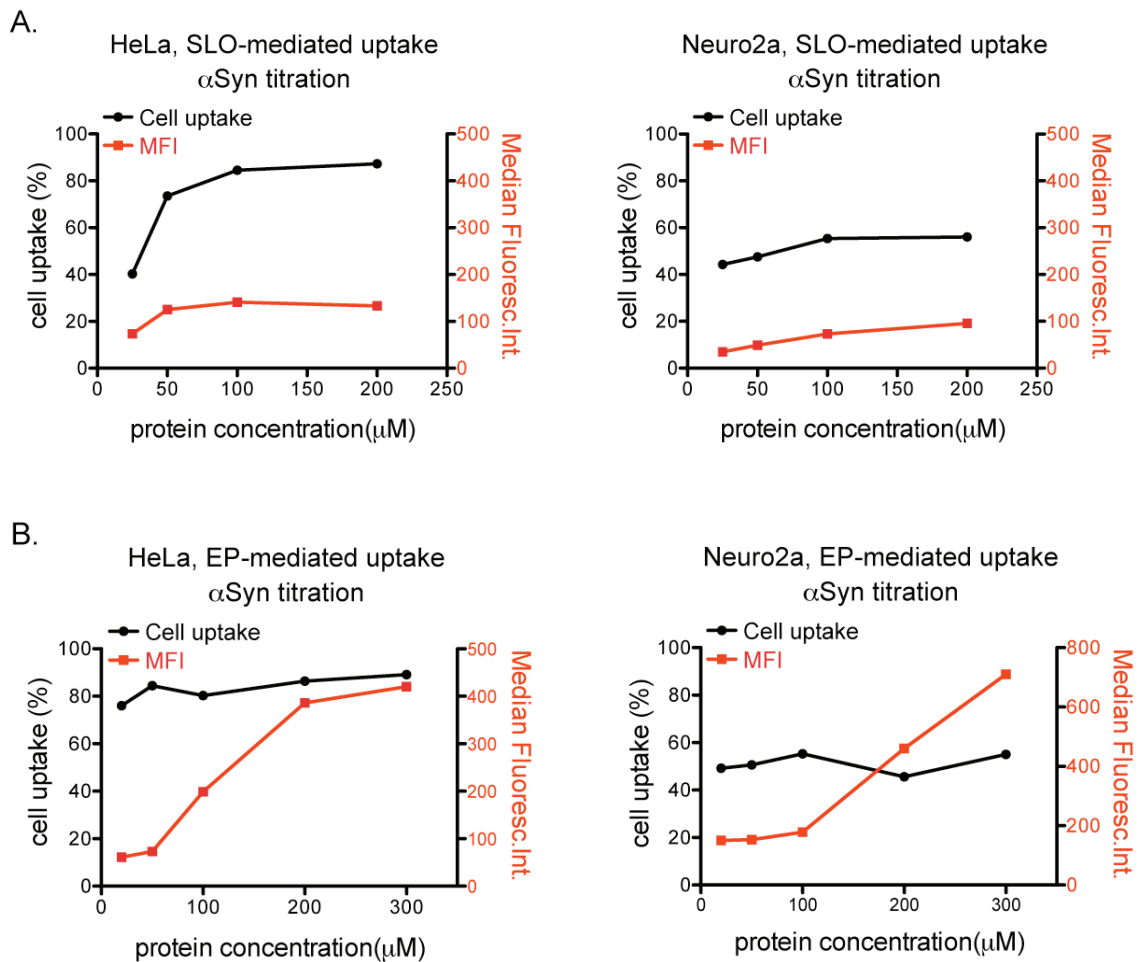 A.
HeLa, SLO-mediated uptake
αSyn titration
Cell uptake
MFI
100
80
60
40
20
0
cell uptake (%)
500
400
300
200
100
0
Median Fluoresc.Int.
0 50 100 150 200 250
protein concentration(μM)
Neuro2a, SLO-mediated uptake
αSyn titration
Cell uptake
MFI
100
80
60
40
20
0
cell uptake (%)
500
400
300
200
100
0
Median Fluoresc.Int.
0 50 100 150 200 250
protein concentration(μM)
B.
HeLa, EP-mediated uptake
αSyn titration
Cell uptake
MFI
100
80
60
40
20
0
cell uptake (%)
500
400
300
200
100
0
Median Fluoresc.Int.
0 100 200 300
protein concentration(μM)
Neuro2a, EP-mediated uptake
αSyn titration
Cell uptake
MFI
100
80
60
40
20
0
cell uptake (%)
800
600
400
200
0
Median Fluoresc.Int.
0 100 200 300
protein concentration(μM)